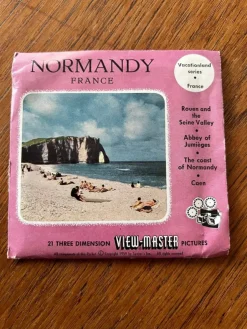 NORMANDY
FRANCE
Vacationland
series
•
France
Rouen and
the
Seine Valley
•
Abbey of
Jumièges
•
The coast
of Normandy
•
Caen
21 THREE DIMENSION VIEW-MASTER PICTURES